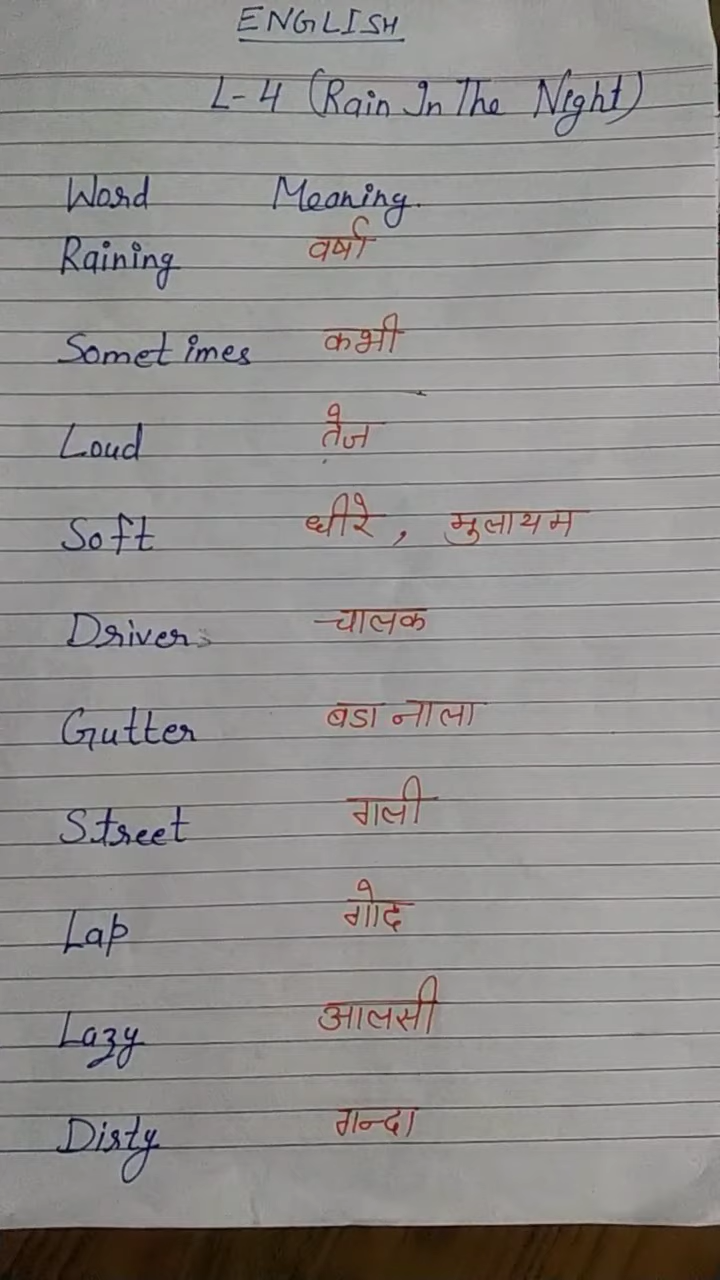 ENGLISH
L-4 (Rain In The Night)
Word Meaning.
Raining वर्षा
Sometimes कभी
Loud तेज
Soft धीरे, मुलायम
Driver चालक
Gutter बडा नाला
Street गली
Lap गोद
Lazy आलसी
Dirty गन्दा